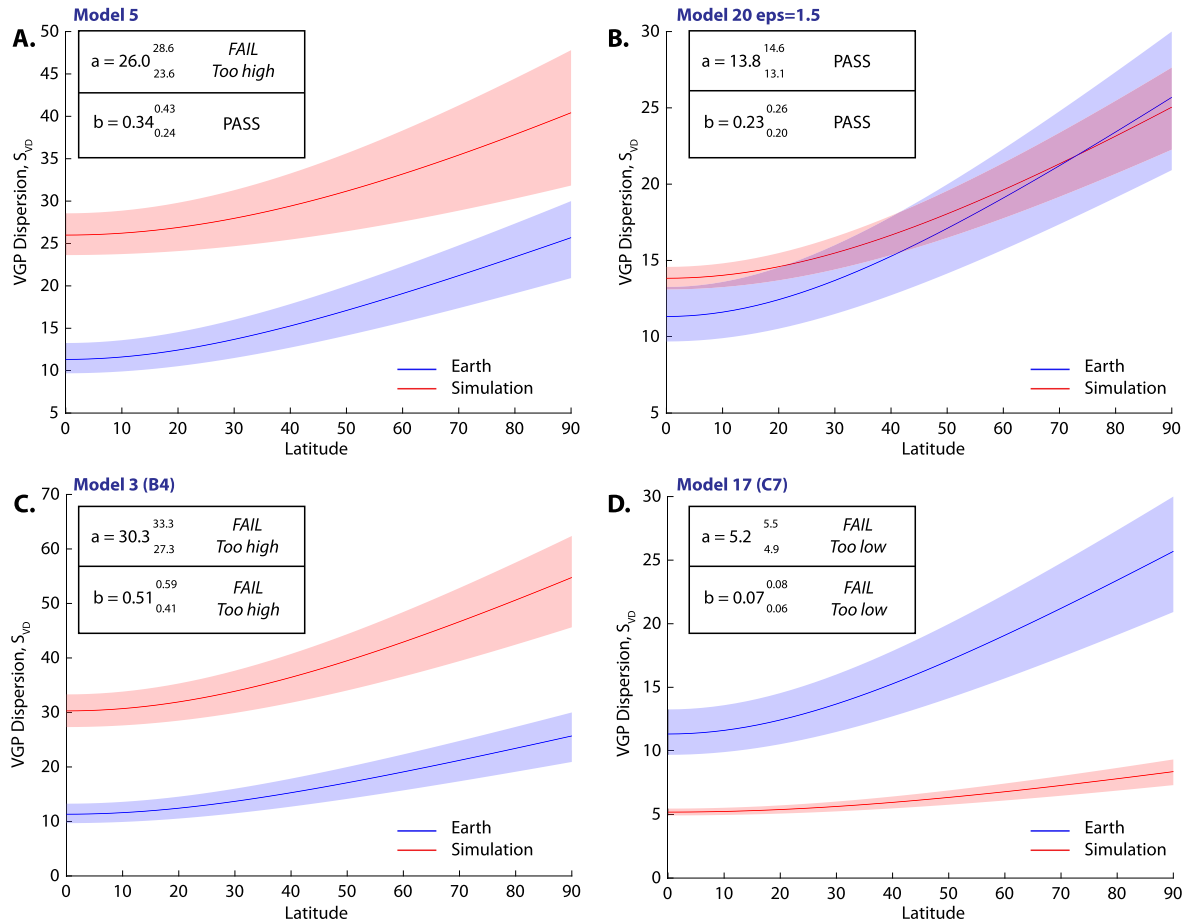 Model 5
A.
50
45
40
35
30
25
20
15
10
5
VGP Dispersion, SVD
a = 26.0 28.6 23.6 FAIL Too high
b = 0.34 0.43 0.24 PASS
Earth
Simulation
0 10 20 30 40 50 60 70 80 90
Latitude
Model 20 eps=1.5
B.
30
25
20
15
10
5
VGP Dispersion, SVD
a = 13.8 14.6 13.1 PASS
b = 0.23 0.26 0.20 PASS
Earth
Simulation
0 10 20 30 40 50 60 70 80 90
Latitude
Model 3 (B4)
C.
70
60
50
40
30
20
10
0
VGP Dispersion, SVD
a = 30.3 33.3 27.3 FAIL Too high
b = 0.51 0.59 0.41 FAIL Too high
Earth
Simulation
0 10 20 30 40 50 60 70 80 90
Latitude
Model 17 (C7)
D.
30
25
20
15
10
5
0
VGP Dispersion, SVD
a = 5.2 5.5 4.9 FAIL Too low
b = 0.07 0.08 0.06 FAIL Too low
Earth
Simulation
0 10 20 30 40 50 60 70 80 90
Latitude